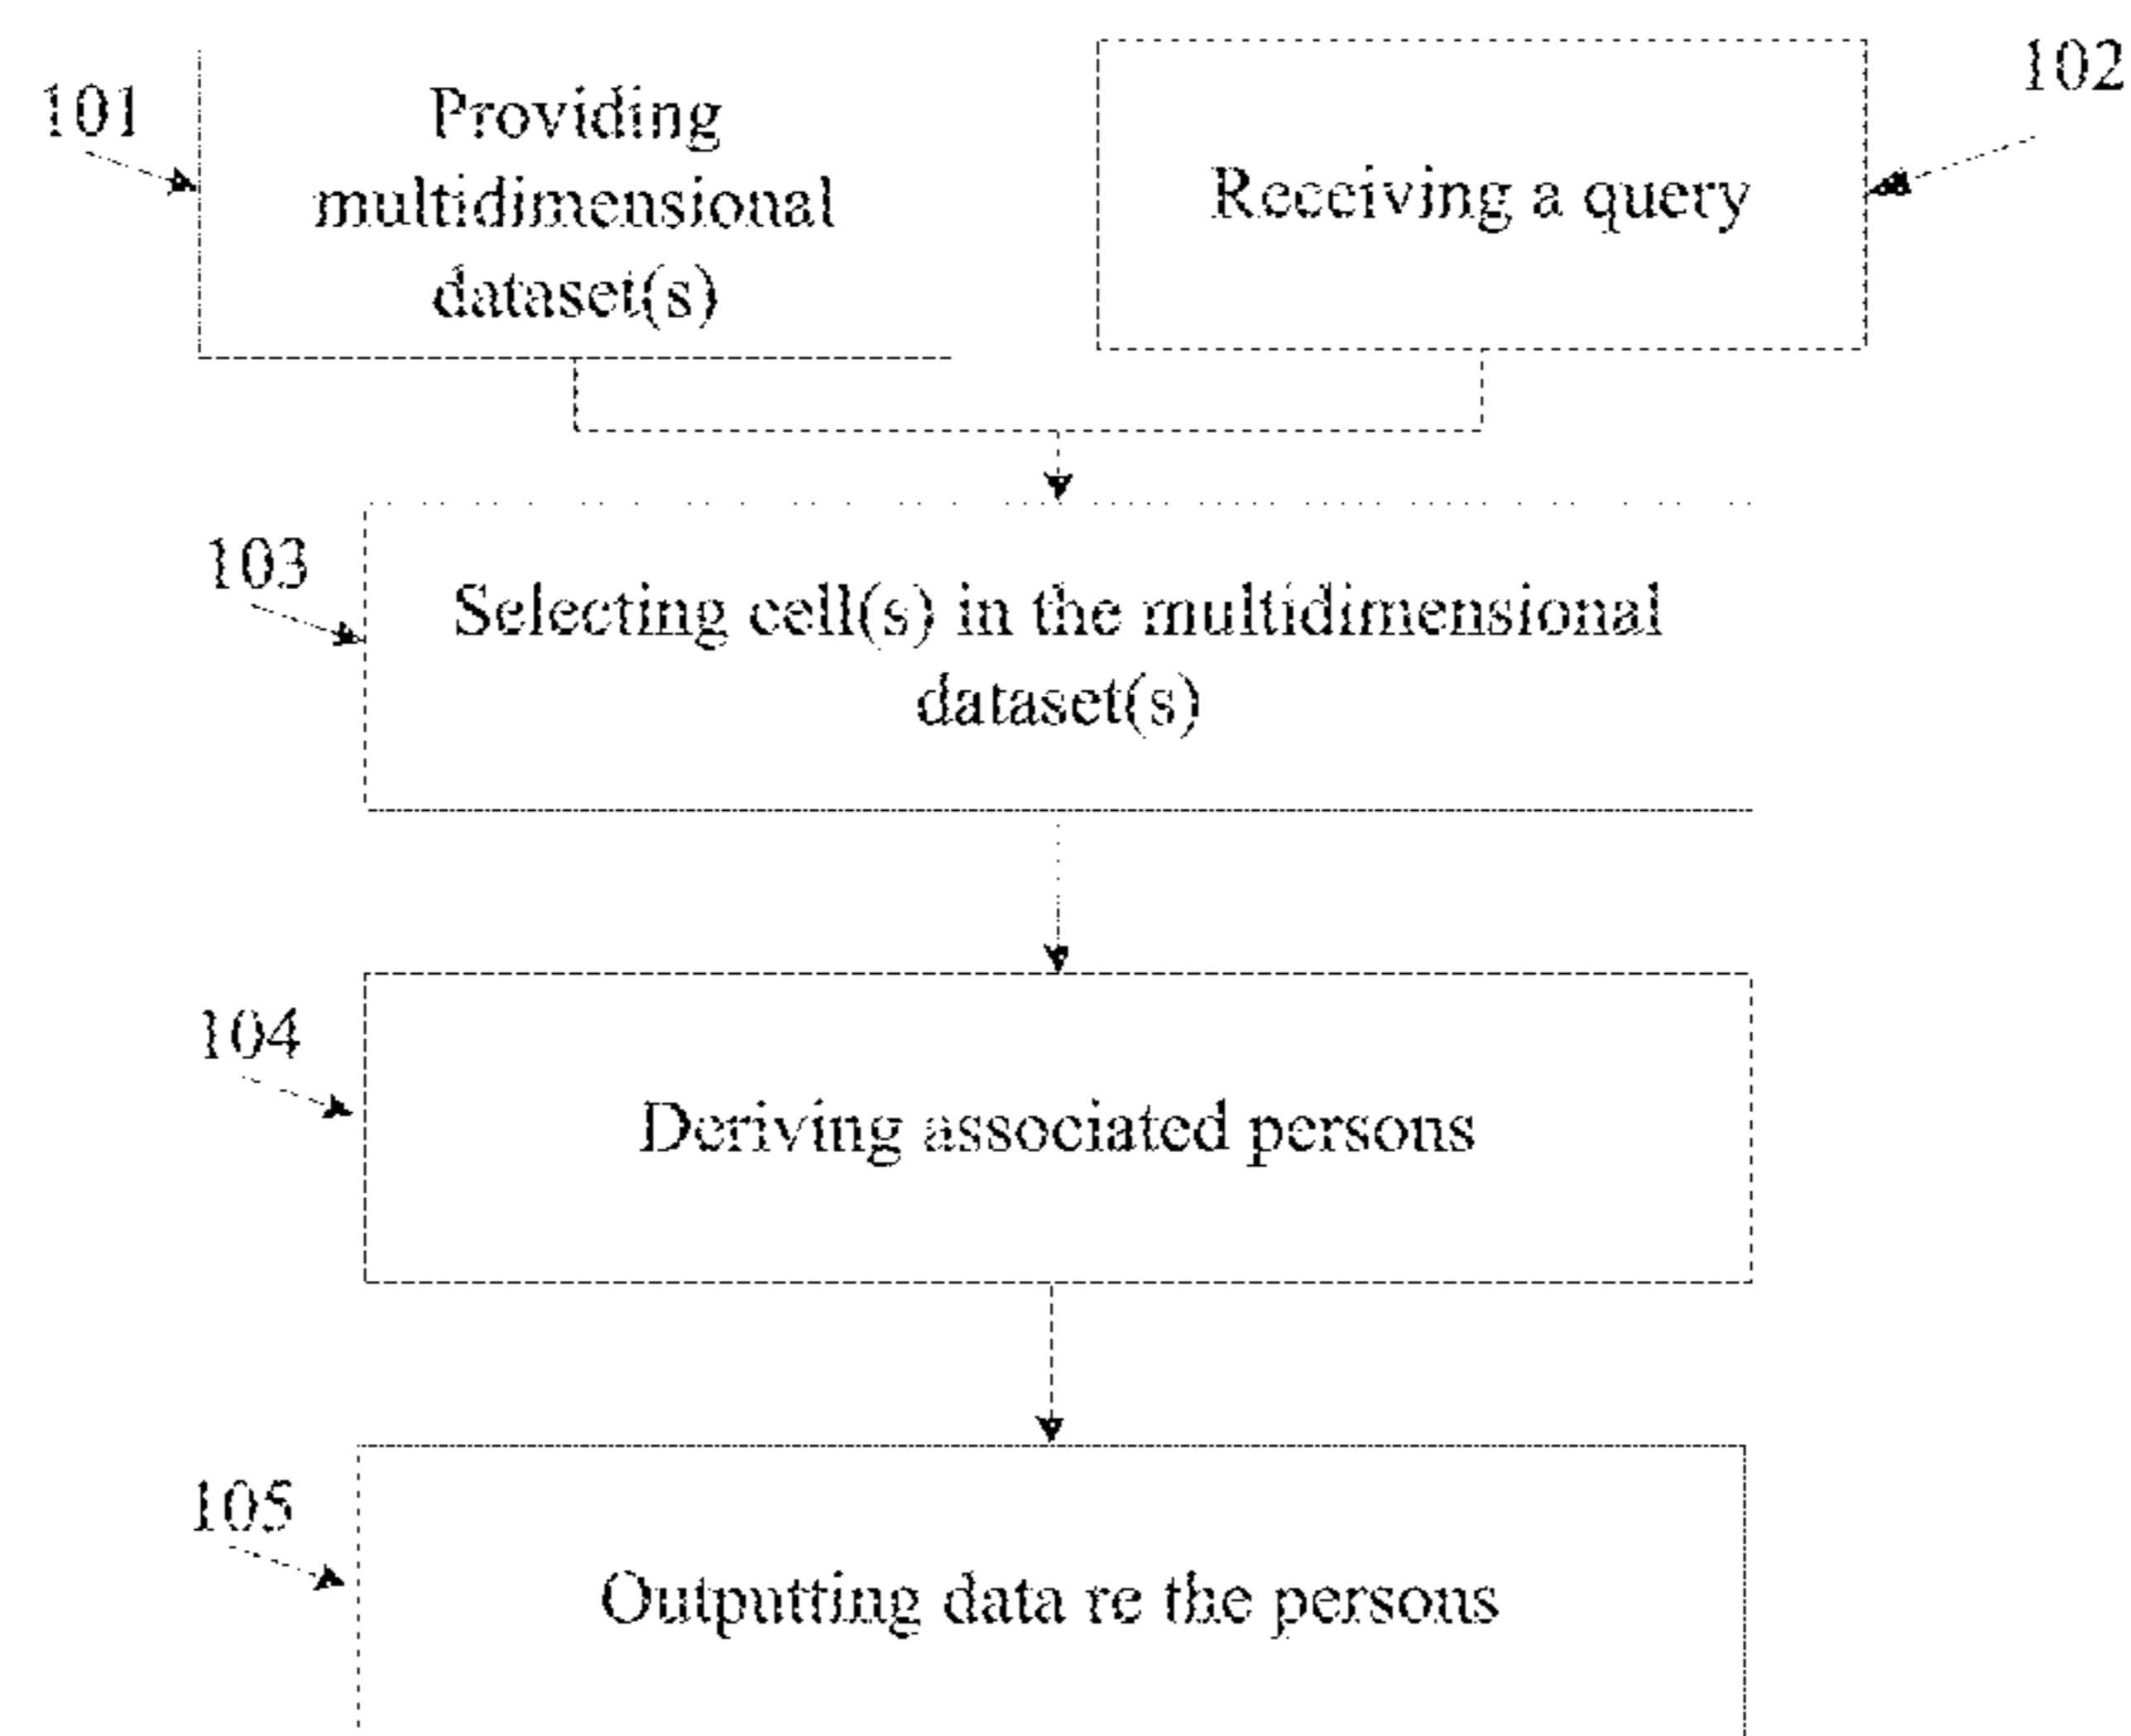 101
Providing
multidimensional
dataset(s)
102
Receiving a query
103
Selecting cell(s) in the multidimensional
dataset(s)
104
Deriving associated persons
105
Outputting data re the persons